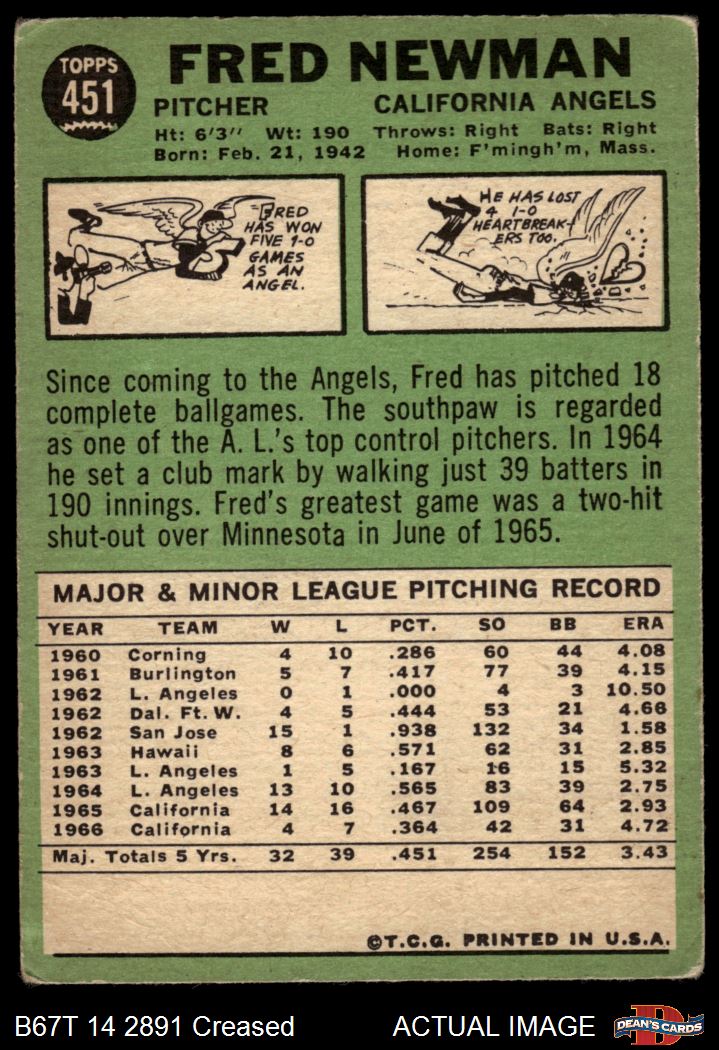 TOPPS
451
FRED NEWMAN
PITCHER CALIFORNIA ANGELS
Ht: 6'3" Wt: 190 Throws: Right Bats: Right
Born: Feb. 21, 1942 Home: F'mingh'm, Mass.
FRED
HAS WON
FIVE 1-0
GAMES
AS AN
ANGEL.
HE HAS LOST
4 1-0
HEARTBREAK-
ERS TOO.
Since coming to the Angels, Fred has pitched 18
complete ballgames. The southpaw is regarded
as one of the A. L.'s top control pitchers. In 1964
he set a club mark by walking just 39 batters in
190 innings. Fred's greatest game was a two-hit
shut-out over Minnesota in June of 1965.
MAJOR & MINOR LEAGUE PITCHING RECORD
YEAR TEAM W L PCT. SO BB ERA
1960 Corning 4 10 .286 60 44 4.08
1961 Burlington 5 7 .417 77 39 4.15
1962 L. Angeles 0 1 .000 4 3 10.50
1962 Dal. Ft. W. 4 5 .444 53 21 4.66
1962 San Jose 15 1 .938 132 34 1.58
1963 Hawaii 8 6 .571 62 31 2.85
1963 L. Angeles 1 5 .167 16 15 5.32
1964 L. Angeles 13 10 .565 83 39 2.75
1965 California 14 16 .467 109 64 2.93
1966 California 4 7 .364 42 31 4.72
Maj. Totals 5 Yrs. 32 39 .451 254 152 3.43
©T.C.G. PRINTED IN U.S.A.
B67T 14 2891 Creased ACTUAL IMAGE
D
DEAN'S CARDS